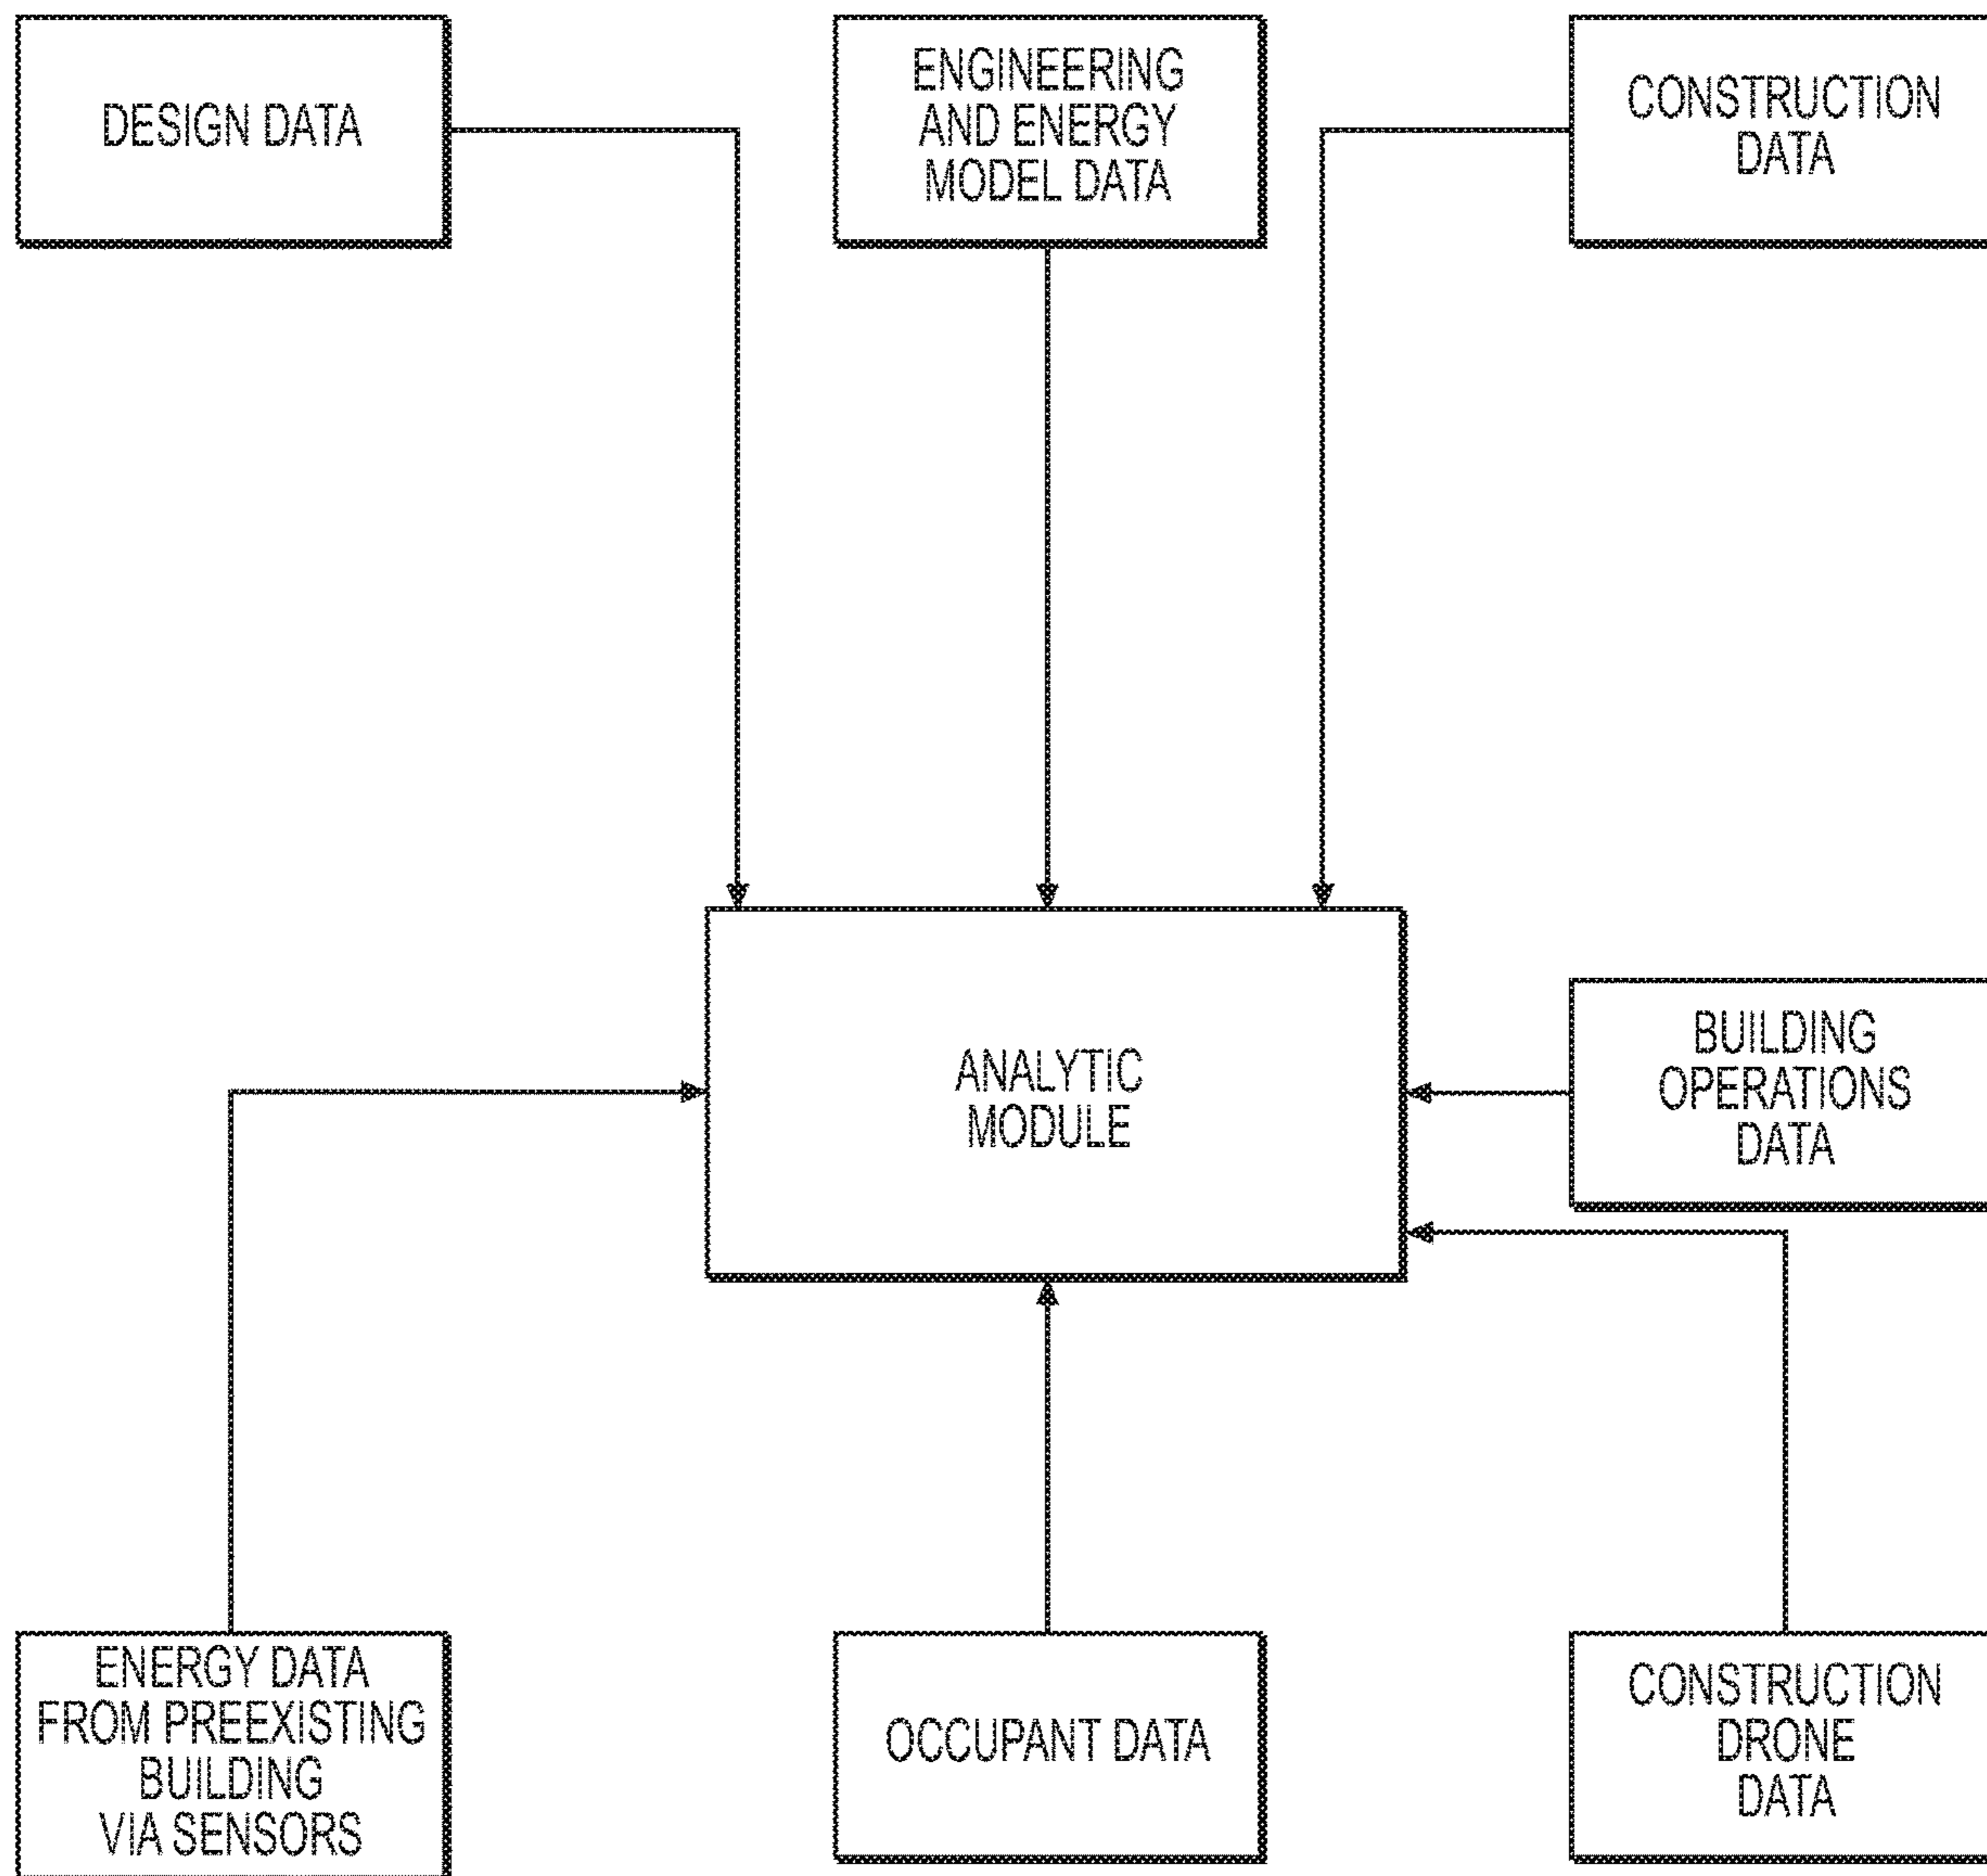 DESIGN DATA
ENGINEERING
AND ENERGY
MODEL DATA
CONSTRUCTION
DATA
ANALYTIC
MODULE
BUILDING
OPERATIONS
DATA
ENERGY DATA
FROM PREEXISTING
BUILDING
VIA SENSORS
OCCUPANT DATA
CONSTRUCTION
DRONE
DATA